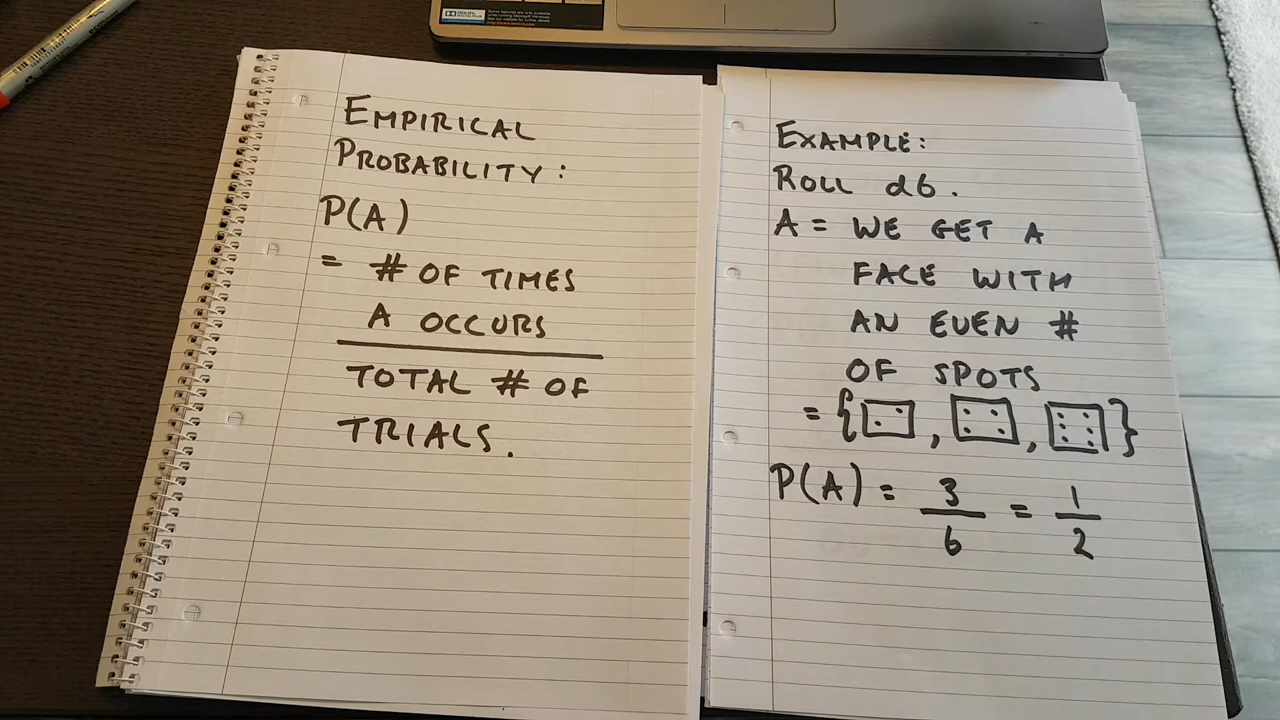 EMPIRICAL
PROBABILITY:
P(A)
= # OF TIMES
A OCCURS
TOTAL # OF
TRIALS.
EXAMPLE:
ROLL d6.
A = WE GET A
FACE WITH
AN EVEN #
OF SPOTS
= { , , }
P(A) = 3/6 = 1/2